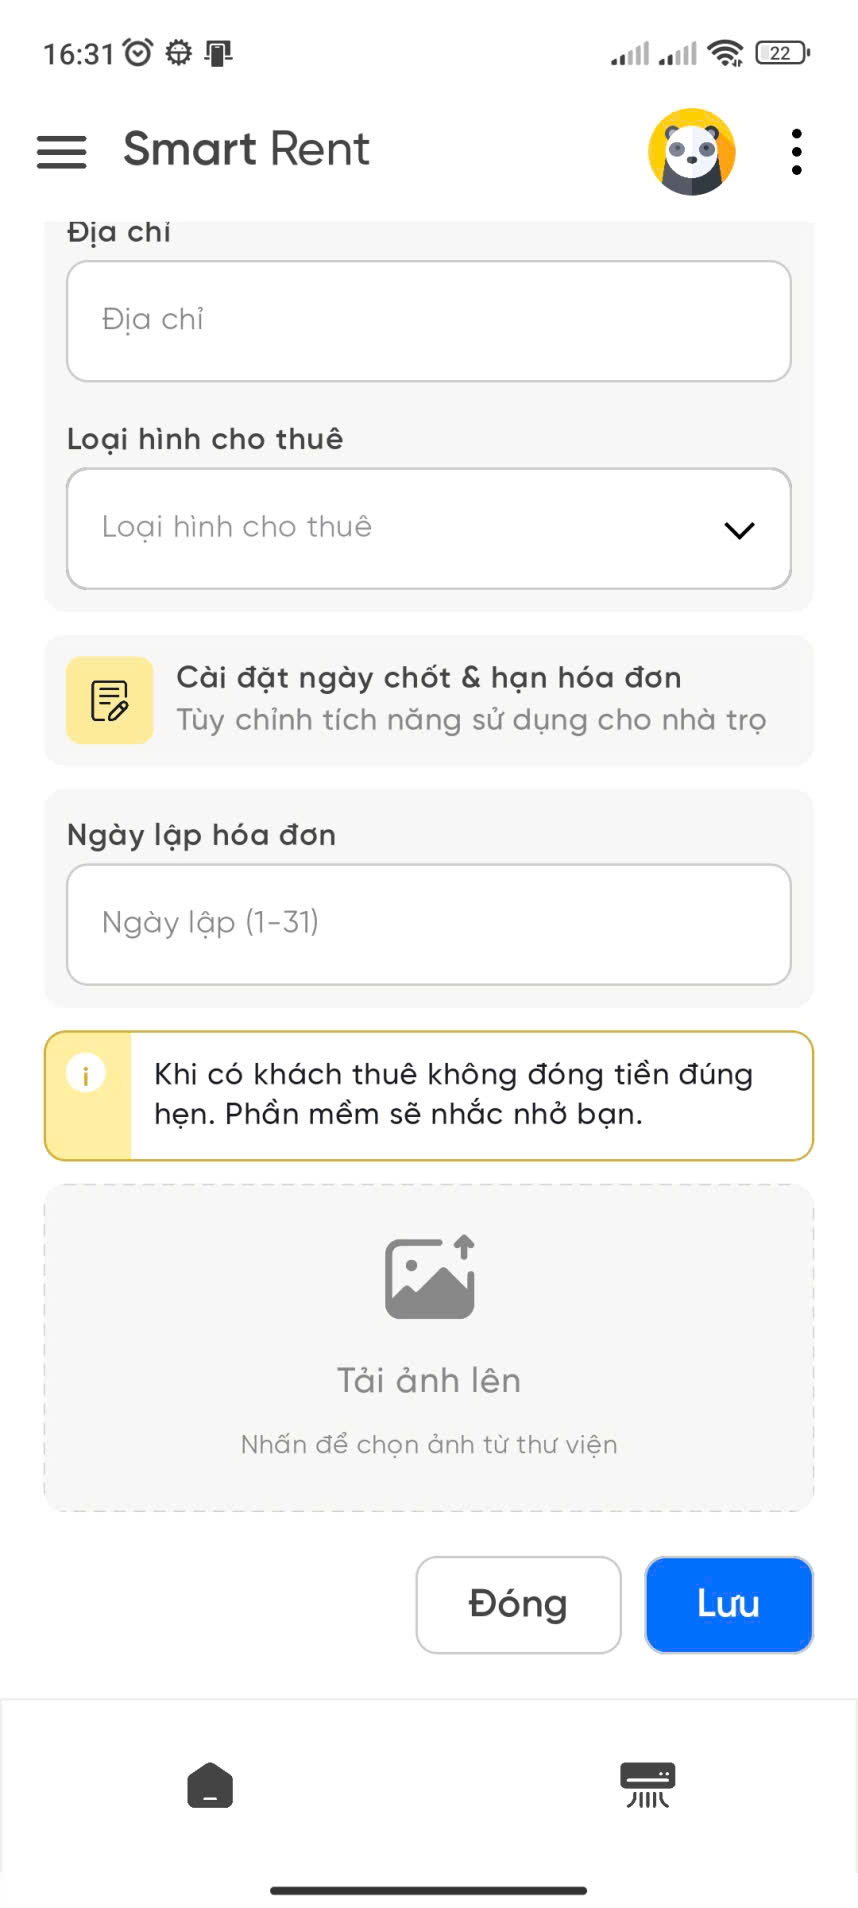 16:31
22
Smart Rent
Địa chỉ
Địa chỉ
Loại hình cho thuê
Loại hình cho thuê
Cài đặt ngày chốt & hạn hóa đơn
Tùy chỉnh tích năng sử dụng cho nhà trọ
Ngày lập hóa đơn
Ngày lập (1-31)
Khi có khách thuê không đóng tiền đúng
hẹn. Phần mềm sẽ nhắc nhở bạn.
Tải ảnh lên
Nhấn để chọn ảnh từ thư viện
Đóng
Lưu